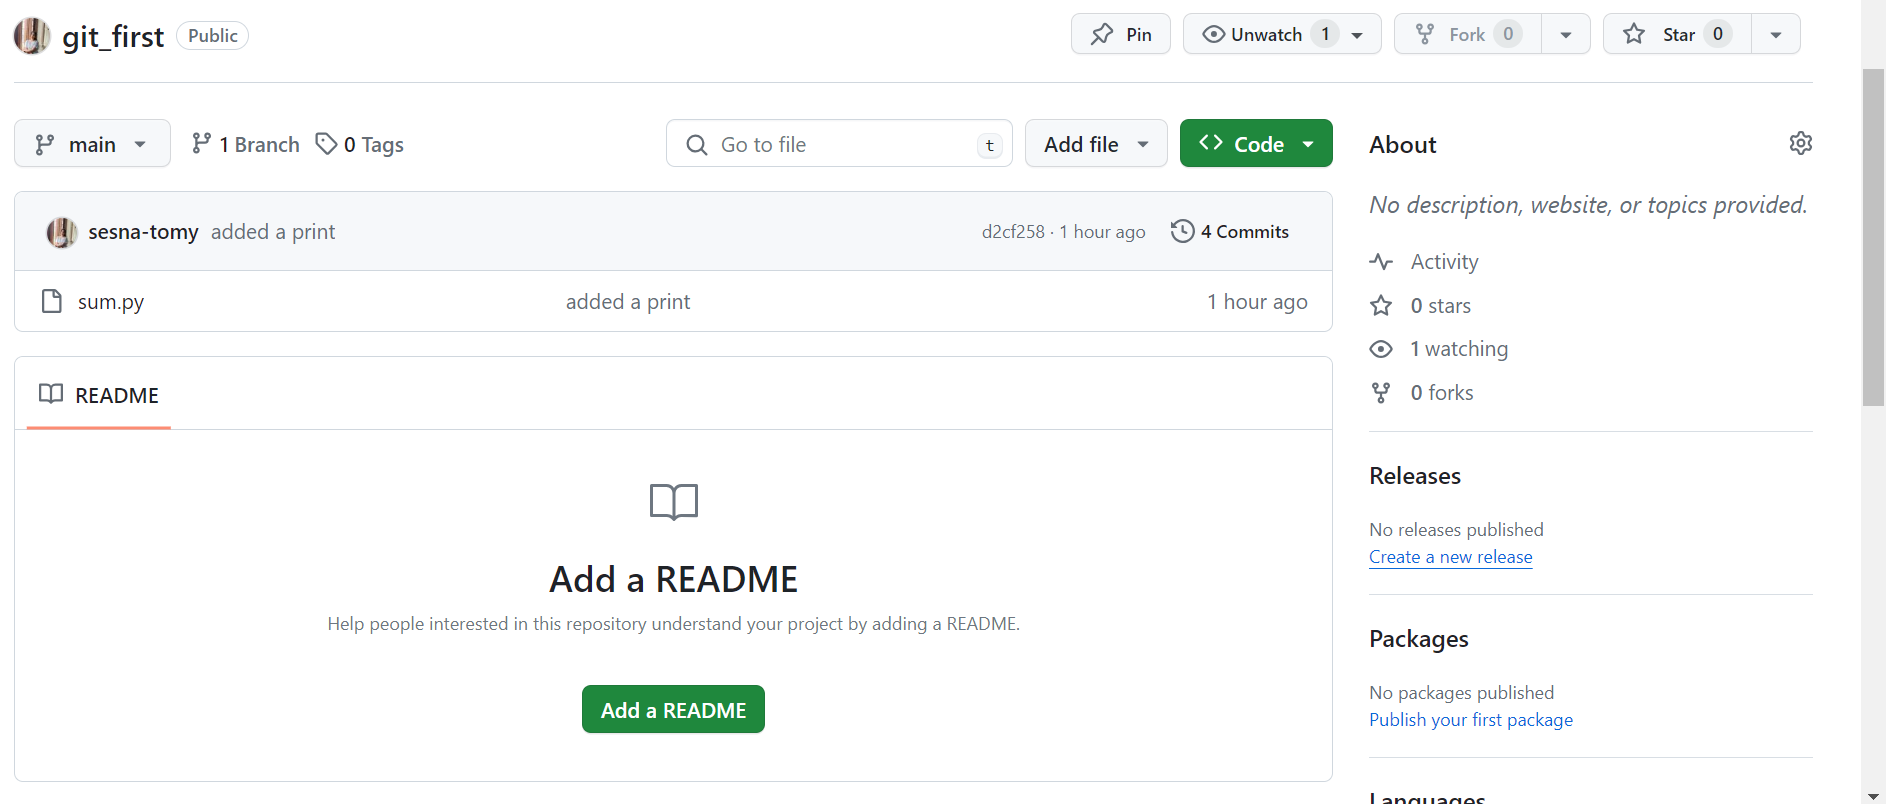 git_first Public Pin Unwatch 1 Fork 0 Star 0
main 1 Branch 0 Tags Go to file t Add file Code
sesna-tomy added a print d2cf258 · 1 hour ago 4 Commits
sum.py added a print 1 hour ago
README
Add a README
Help people interested in this repository understand your project by adding a README.
Add a README
About
No description, website, or topics provided.
Activity
0 stars
1 watching
0 forks
Releases
No releases published
Create a new release
Packages
No packages published
Publish your first package
Languages